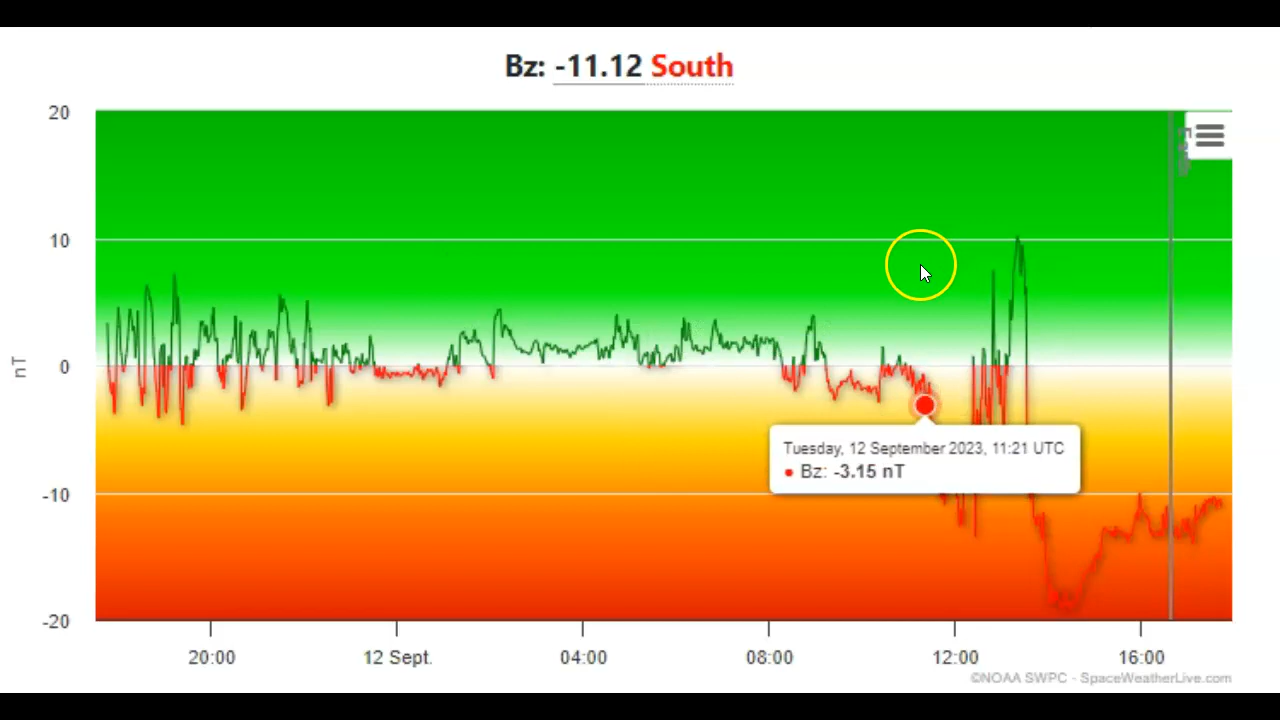 Bz: -11.12 South
20
10
0
-10
-20
nT
Tuesday, 12 September 2023, 11:21 UTC
Bz: -3.15 nT
20:00
12 Sept.
04:00
08:00
12:00
16:00
©NOAA SWPC - SpaceWeatherLive.com